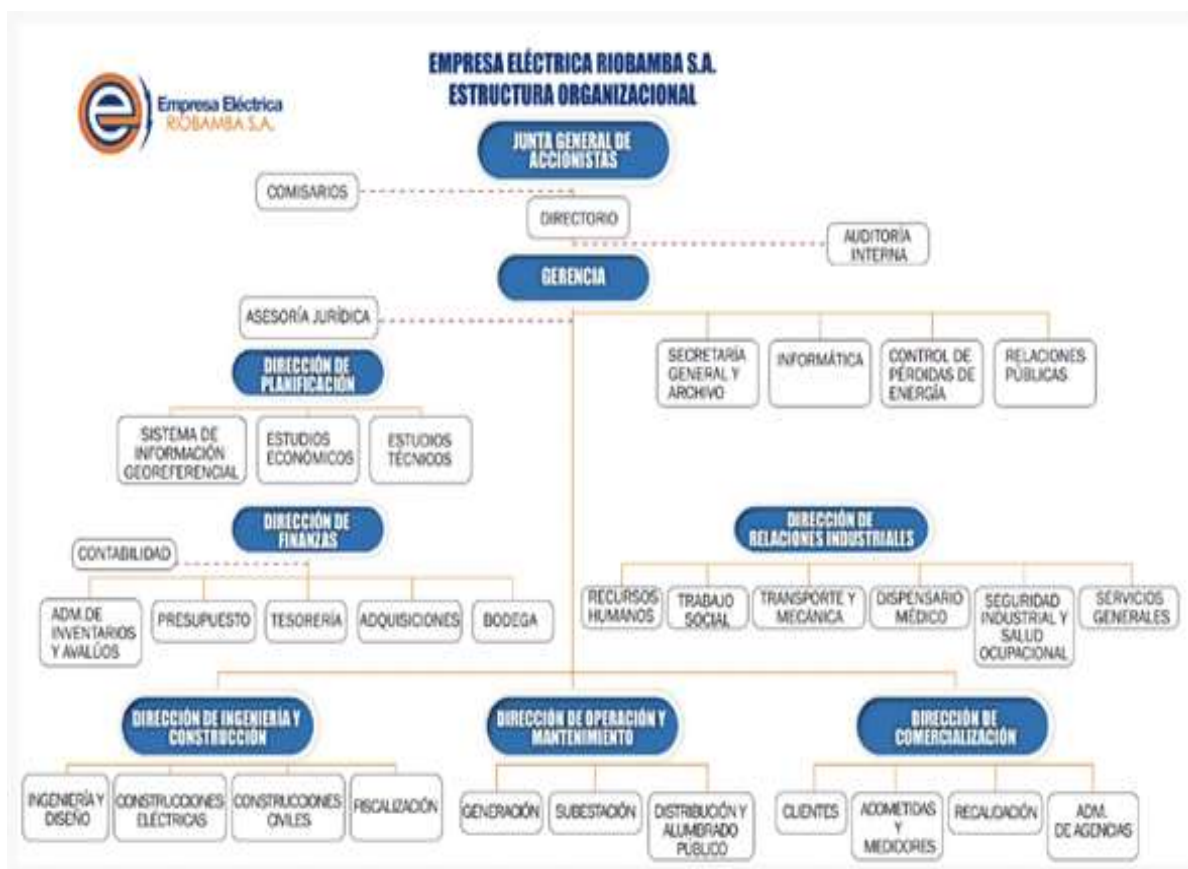 EMPRESA ELÉCTRICA RIOBAMBA S.A.
ESTRUCTURA ORGANIZACIONAL
Empresa Eléctrica
RIOBAMBA S.A.
JUNTA GENERAL DE
ACCIONISTAS
COMISARIOS
DIRECTORIO
AUDITORÍA
INTERNA
GERENCIA
ASESORÍA JURÍDICA
SECRETARÍA
GENERAL Y
ARCHIVO
INFORMÁTICA
CONTROL DE
PÉRDIDAS DE
ENERGÍA
RELACIONES
PÚBLICAS
DIRECCIÓN DE
PLANIFICACIÓN
SISTEMA DE
INFORMACIÓN
GEOREFERENCIAL
ESTUDIOS
ECONÓMICOS
ESTUDIOS
TÉCNICOS
DIRECCIÓN DE
FINANZAS
CONTABILIDAD
ADM. DE
INVENTARIOS
Y AVALÚOS
PRESUPUESTO
TESORERÍA
ADQUISICIONES
BODEGA
DIRECCIÓN DE
RELACIONES INDUSTRIALES
RECURSOS
HUMANOS
TRABAJO
SOCIAL
TRANSPORTE Y
MECÁNICA
DISPENSARIO
MÉDICO
SEGURIDAD
INDUSTRIAL Y
SALUD
OCUPACIONAL
SERVICIOS
GENERALES
DIRECCIÓN DE INGENIERÍA Y
CONSTRUCCIÓN
INGENIERÍA Y
DISEÑO
CONSTRUCCIONES
ELÉCTRICAS
CONSTRUCCIONES
CIVILES
FISCALIZACIÓN
DIRECCIÓN DE OPERACIÓN Y
MANTENIMIENTO
GENERACIÓN
SUBESTACIÓN
DISTRIBUCÓN Y
ALUMBRADO
PÚBLICO
DIRECCIÓN DE
COMERCIALIZACIÓN
CLIENTES
ACOMETIDAS
Y
MEDIDORES
RECAUDACIÓN
ADM.
DE AGENCIAS